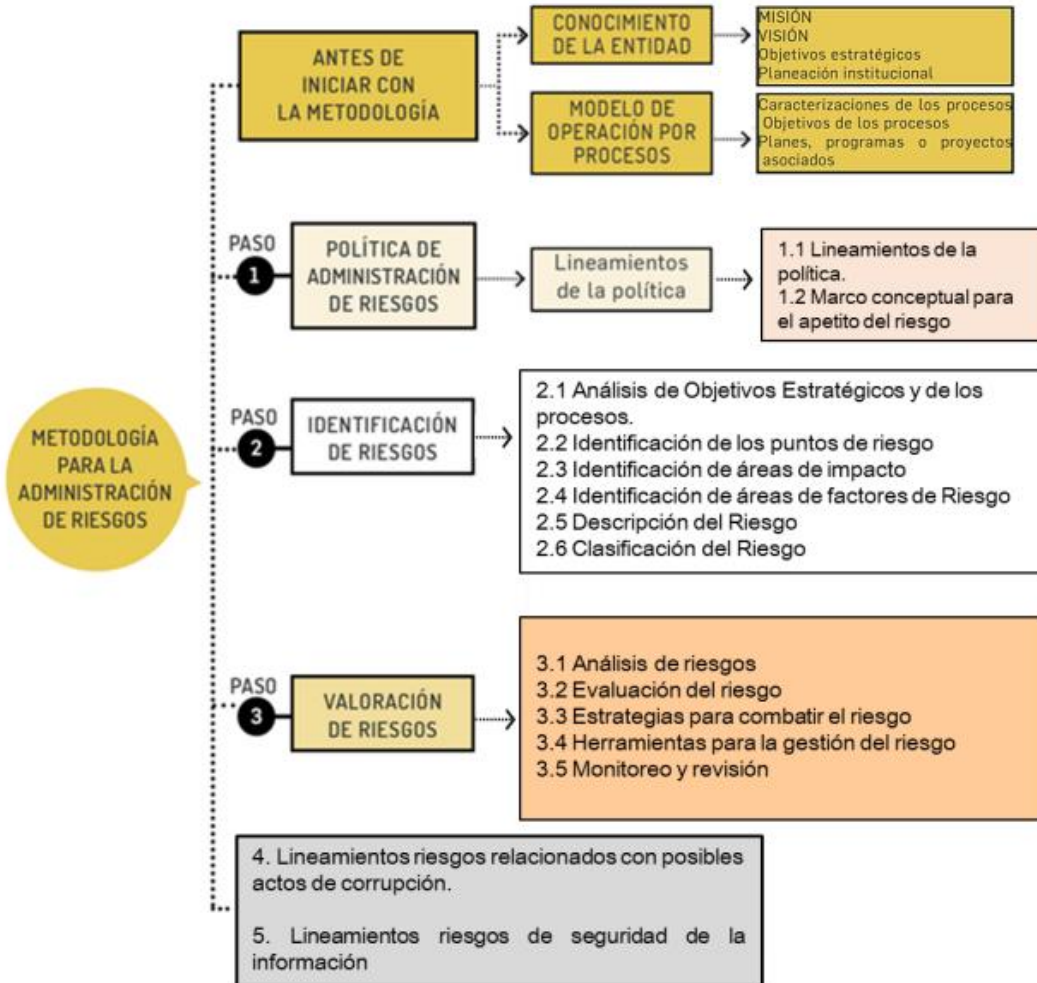 ANTES DE
INICIAR CON
LA METODOLOGÍA
CONOCIMIENTO
DE LA ENTIDAD
MISIÓN
VISIÓN
Objetivos estratégicos
Planeación institucional
MODELO DE
OPERACIÓN POR
PROCESOS
Caracterizaciones de los procesos
Objetivos de los procesos
Planes, programas o proyectos
asociados
PASO
1
POLÍTICA DE
ADMINISTRACIÓN
DE RIESGOS
Lineamientos
de la política
1.1 Lineamientos de la
política.
1.2 Marco conceptual para
el apetito del riesgo
METODOLOGÍA
PARA LA
ADMINISTRACIÓN
DE RIESGOS
PASO
2
IDENTIFICACIÓN
DE RIESGOS
2.1 Análisis de Objetivos Estratégicos y de los
procesos.
2.2 Identificación de los puntos de riesgo
2.3 Identificación de áreas de impacto
2.4 Identificación de áreas de factores de Riesgo
2.5 Descripción del Riesgo
2.6 Clasificación del Riesgo
PASO
3
VALORACIÓN
DE RIESGOS
3.1 Análisis de riesgos
3.2 Evaluación del riesgo
3.3 Estrategias para combatir el riesgo
3.4 Herramientas para la gestión del riesgo
3.5 Monitoreo y revisión
4. Lineamientos riesgos relacionados con posibles
actos de corrupción.
5. Lineamientos riesgos de seguridad de la
información